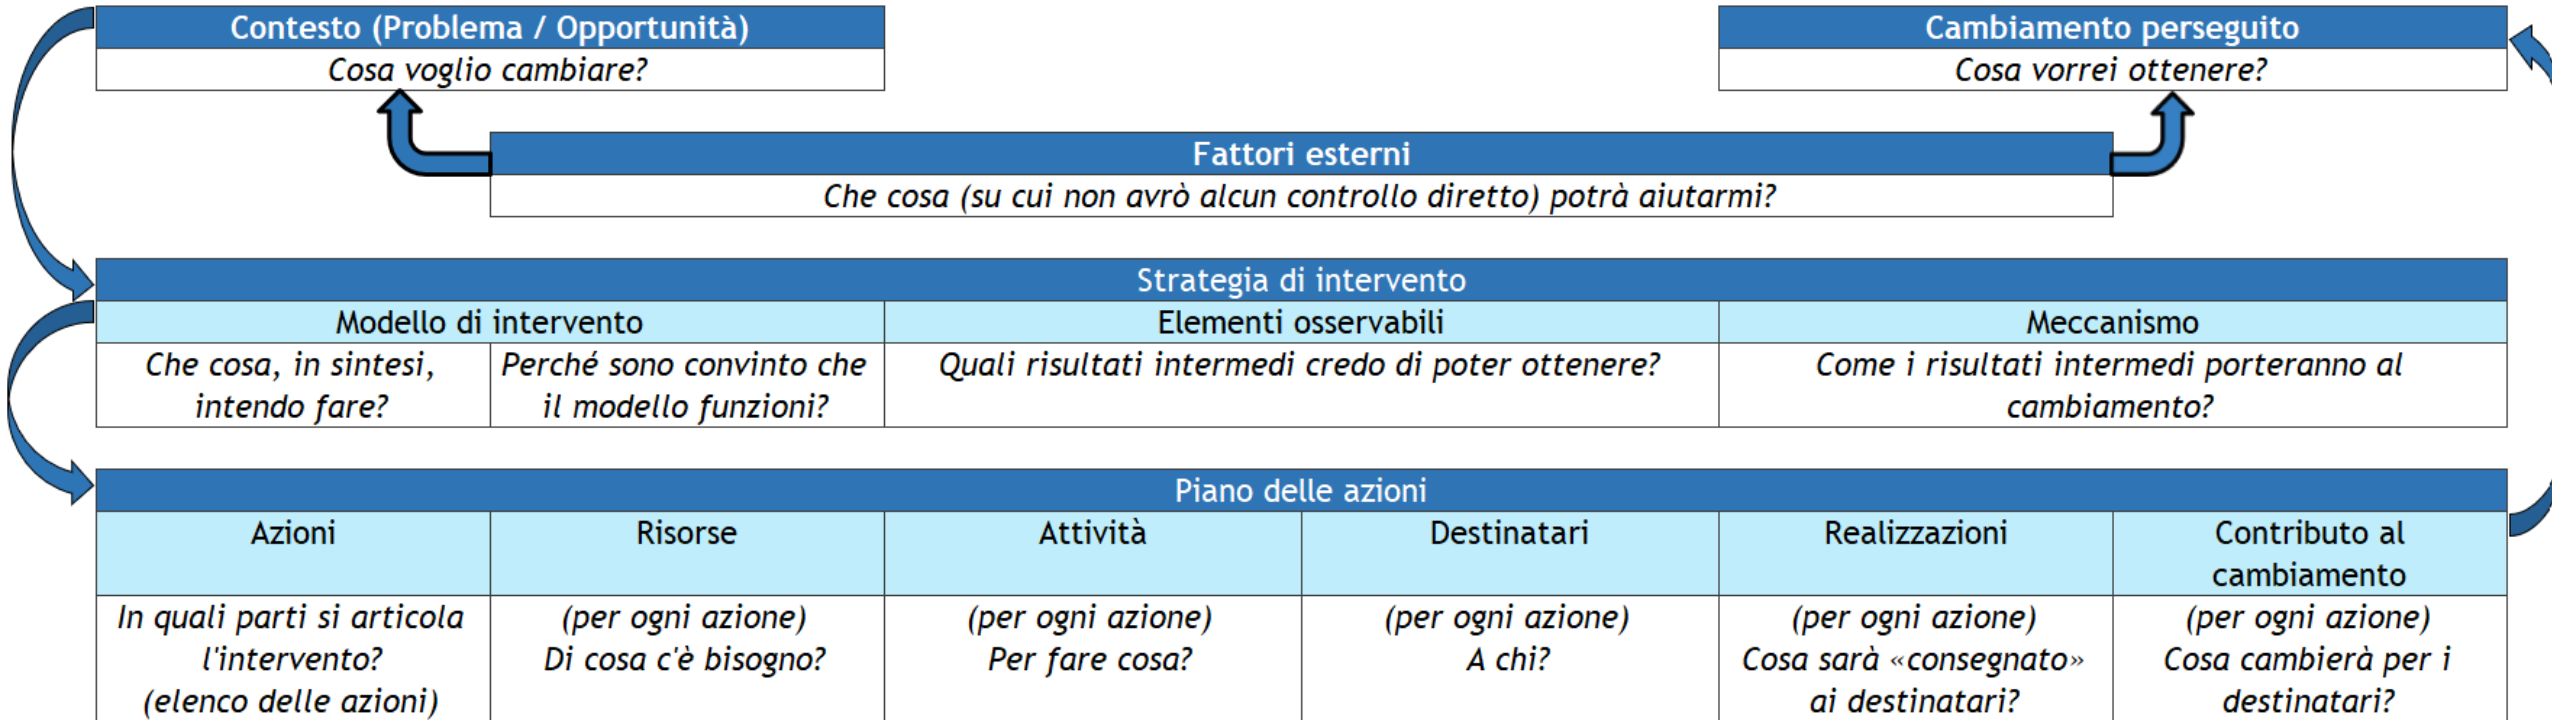 Contesto (Problema / Opportunità)
Cosa voglio cambiare?
Cambiamento perseguito
Cosa vorrei ottenere?
Fattori esterni
Che cosa (su cui non avrò alcun controllo diretto) potrà aiutarmi?
Strategia di intervento
Modello di intervento
Elementi osservabili
Meccanismo
Che cosa, in sintesi,
intendo fare?
Perché sono convinto che
il modello funzioni?
Quali risultati intermedi credo di poter ottenere?
Come i risultati intermedi porteranno al
cambiamento?
Piano delle azioni
Azioni
Risorse
Attività
Destinatari
Realizzazioni
Contributo al
cambiamento
In quali parti si articola
l'intervento?
(elenco delle azioni)
(per ogni azione)
Di cosa c'è bisogno?
(per ogni azione)
Per fare cosa?
(per ogni azione)
A chi?
(per ogni azione)
Cosa sarà «consegnato»
ai destinatari?
(per ogni azione)
Cosa cambierà per i
destinatari?